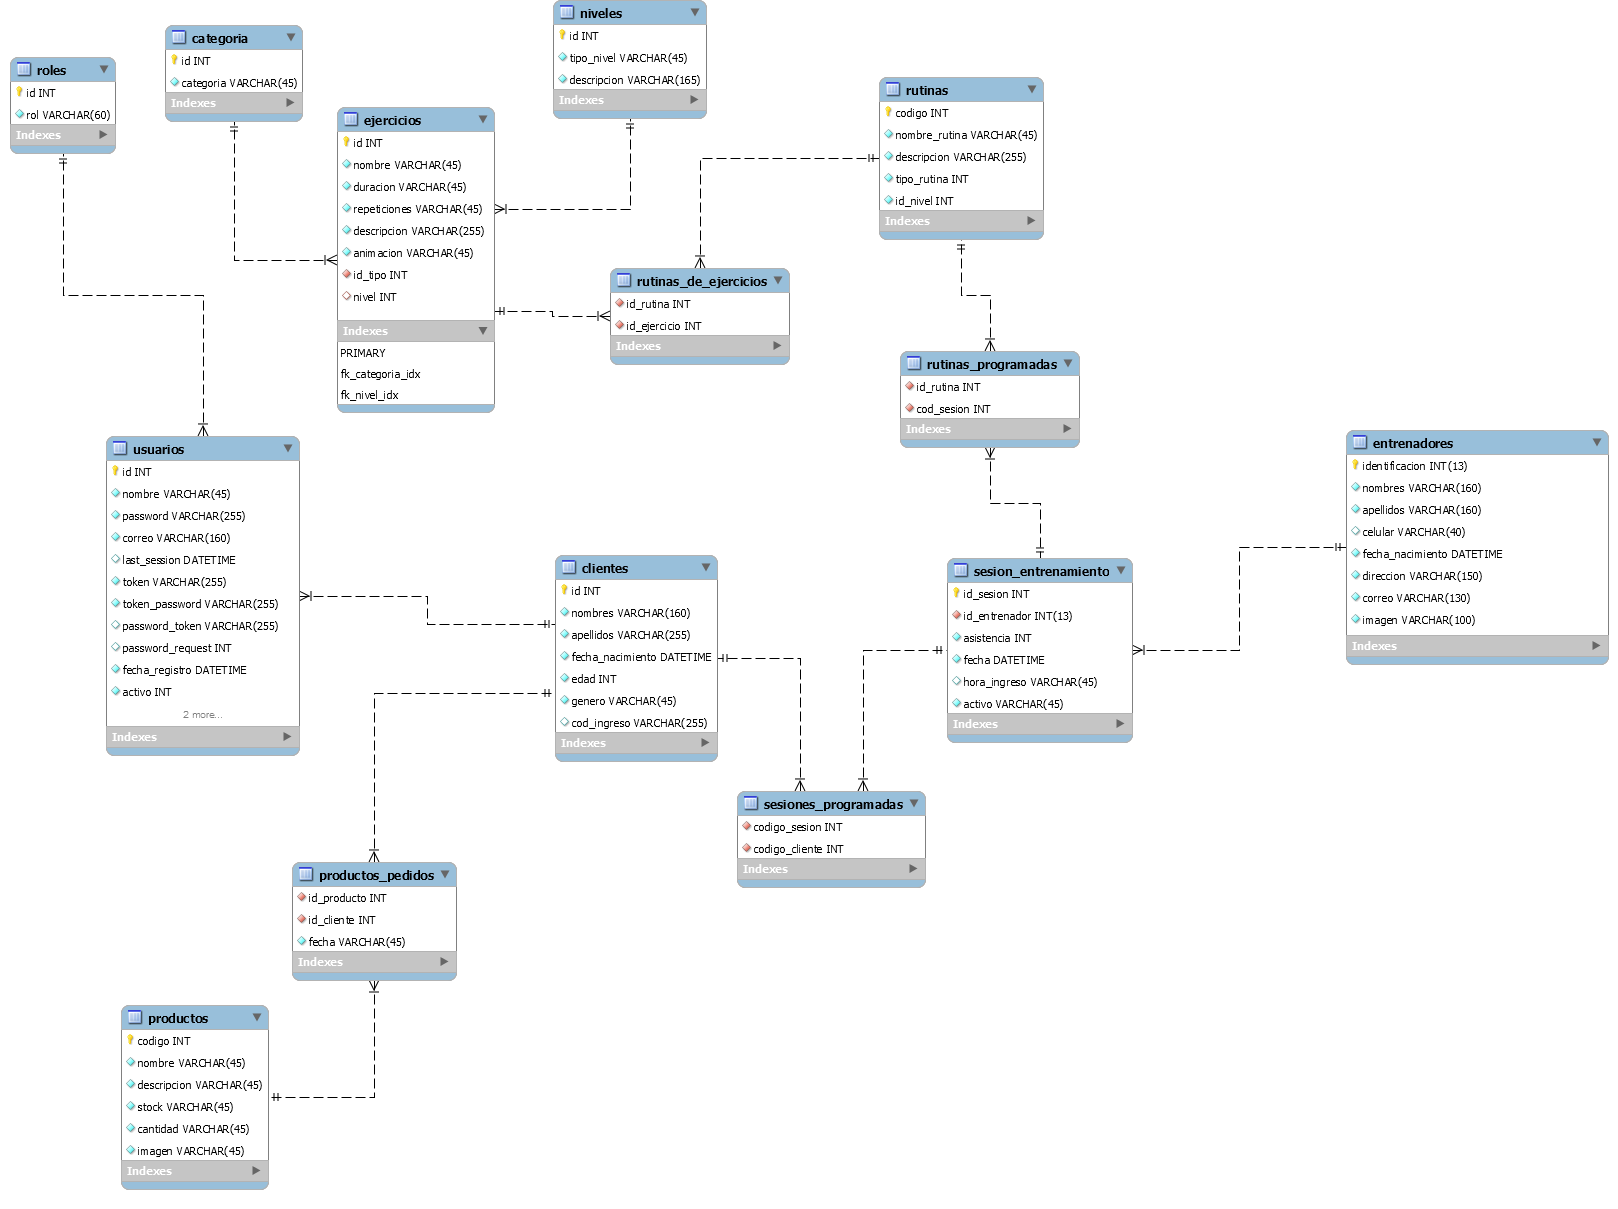 roles
id INT
rol VARCHAR(60)
Indexes
categoria
id INT
categoria VARCHAR(45)
Indexes
ejercicios
id INT
nombre VARCHAR(45)
duracion VARCHAR(45)
repeticiones VARCHAR(45)
descripcion VARCHAR(255)
animacion VARCHAR(45)
id_tipo INT
nivel INT
Indexes
PRIMARY
fk_categoria_idx
fk_nivel_idx
niveles
id INT
tipo_nivel VARCHAR(45)
descripcion VARCHAR(165)
Indexes
rutinas
codigo INT
nombre_rutina VARCHAR(45)
descripcion VARCHAR(255)
tipo_rutina INT
id_nivel INT
Indexes
rutinas_de_ejercicios
id_rutina INT
id_ejercicio INT
Indexes
rutinas_programadas
id_rutina INT
cod_sesion INT
Indexes
entrenadores
identificacion INT(13)
nombres VARCHAR(160)
apellidos VARCHAR(160)
celular VARCHAR(40)
fecha_nacimiento DATETIME
direccion VARCHAR(150)
correo VARCHAR(130)
imagen VARCHAR(100)
Indexes
usuarios
id INT
nombre VARCHAR(45)
password VARCHAR(255)
correo VARCHAR(160)
last_session DATETIME
token VARCHAR(255)
token_password VARCHAR(255)
password_token VARCHAR(255)
password_request INT
fecha_registro DATETIME
activo INT
2 more...
Indexes
clientes
id INT
nombres VARCHAR(160)
apellidos VARCHAR(255)
fecha_nacimiento DATETIME
edad INT
genero VARCHAR(45)
cod_ingreso VARCHAR(255)
Indexes
sesion_entrenamiento
id_sesion INT
id_entrenador INT(13)
asistencia INT
fecha DATETIME
hora_ingreso VARCHAR(45)
activo VARCHAR(45)
Indexes
sesiones_programadas
codigo_sesion INT
codigo_cliente INT
Indexes
productos_pedidos
id_producto INT
id_cliente INT
fecha VARCHAR(45)
Indexes
productos
codigo INT
nombre VARCHAR(45)
descripcion VARCHAR(45)
stock VARCHAR(45)
cantidad VARCHAR(45)
imagen VARCHAR(45)
Indexes